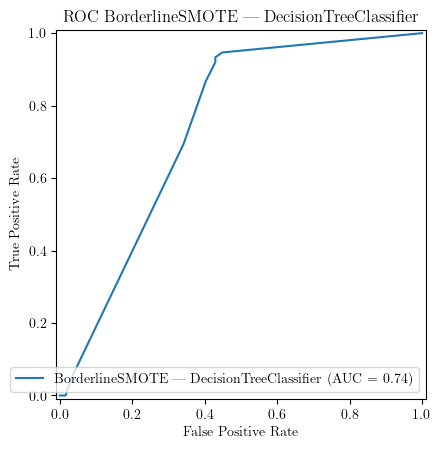 ROC BorderlineSMOTE — DecisionTreeClassifier
1.0
0.8
0.6
0.4
0.2
0.0
True Positive Rate
BorderlineSMOTE — DecisionTreeClassifier (AUC = 0.74)
0.0 0.2 0.4 0.6 0.8 1.0
False Positive Rate